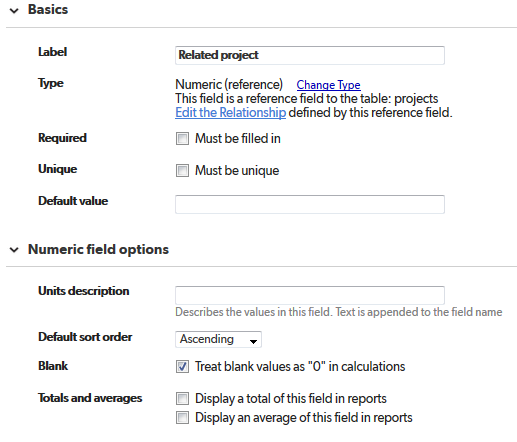 Basics
Label Related project
Type Numeric (reference) Change Type
This field is a reference field to the table: projects
Edit the Relationship defined by this reference field.
Required Must be filled in
Unique Must be unique
Default value
Numeric field options
Units description
Describes the values in this field. Text is appended to the field name
Default sort order Ascending
Blank Treat blank values as "0" in calculations
Totals and averages Display a total of this field in reports
Display an average of this field in reports